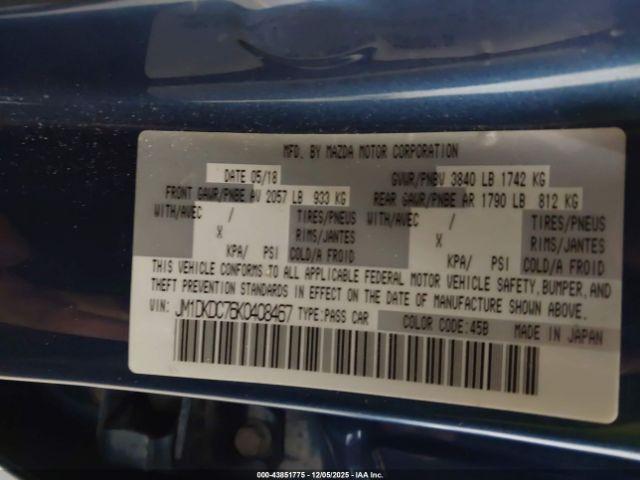 MFD. BY MAZDA MOTOR CORPORATION
DATE 05/18 GVWR/PNBV 3840 LB 1742 KG
FRONT GAWR/PNBE AV 2057 LB 933 KG REAR GAWR/PNBE AR 1790 LB 812 KG
WITH/AVEC / TIRES/PNEUS WITH/AVEC / TIRES/PNEUS
X RIMS/JANTES X RIMS/JANTES
KPA/ PSI COLD/A FROID KPA/ PSI COLD/A FROID
THIS VEHICLE CONFORMS TO ALL APPLICABLE FEDERAL MOTOR VEHICLE SAFETY, BUMPER, AND
THEFT PREVENTION STANDARDS IN EFFECT ON THE DATE OF MANUFACTURE SHOWN ABOVE.
VIN: JM1DKDC76K0408467 TYPE:PASS CAR COLOR CODE:45B MADE IN JAPAN
000-43851775 12/05/2025 - IAA Inc.